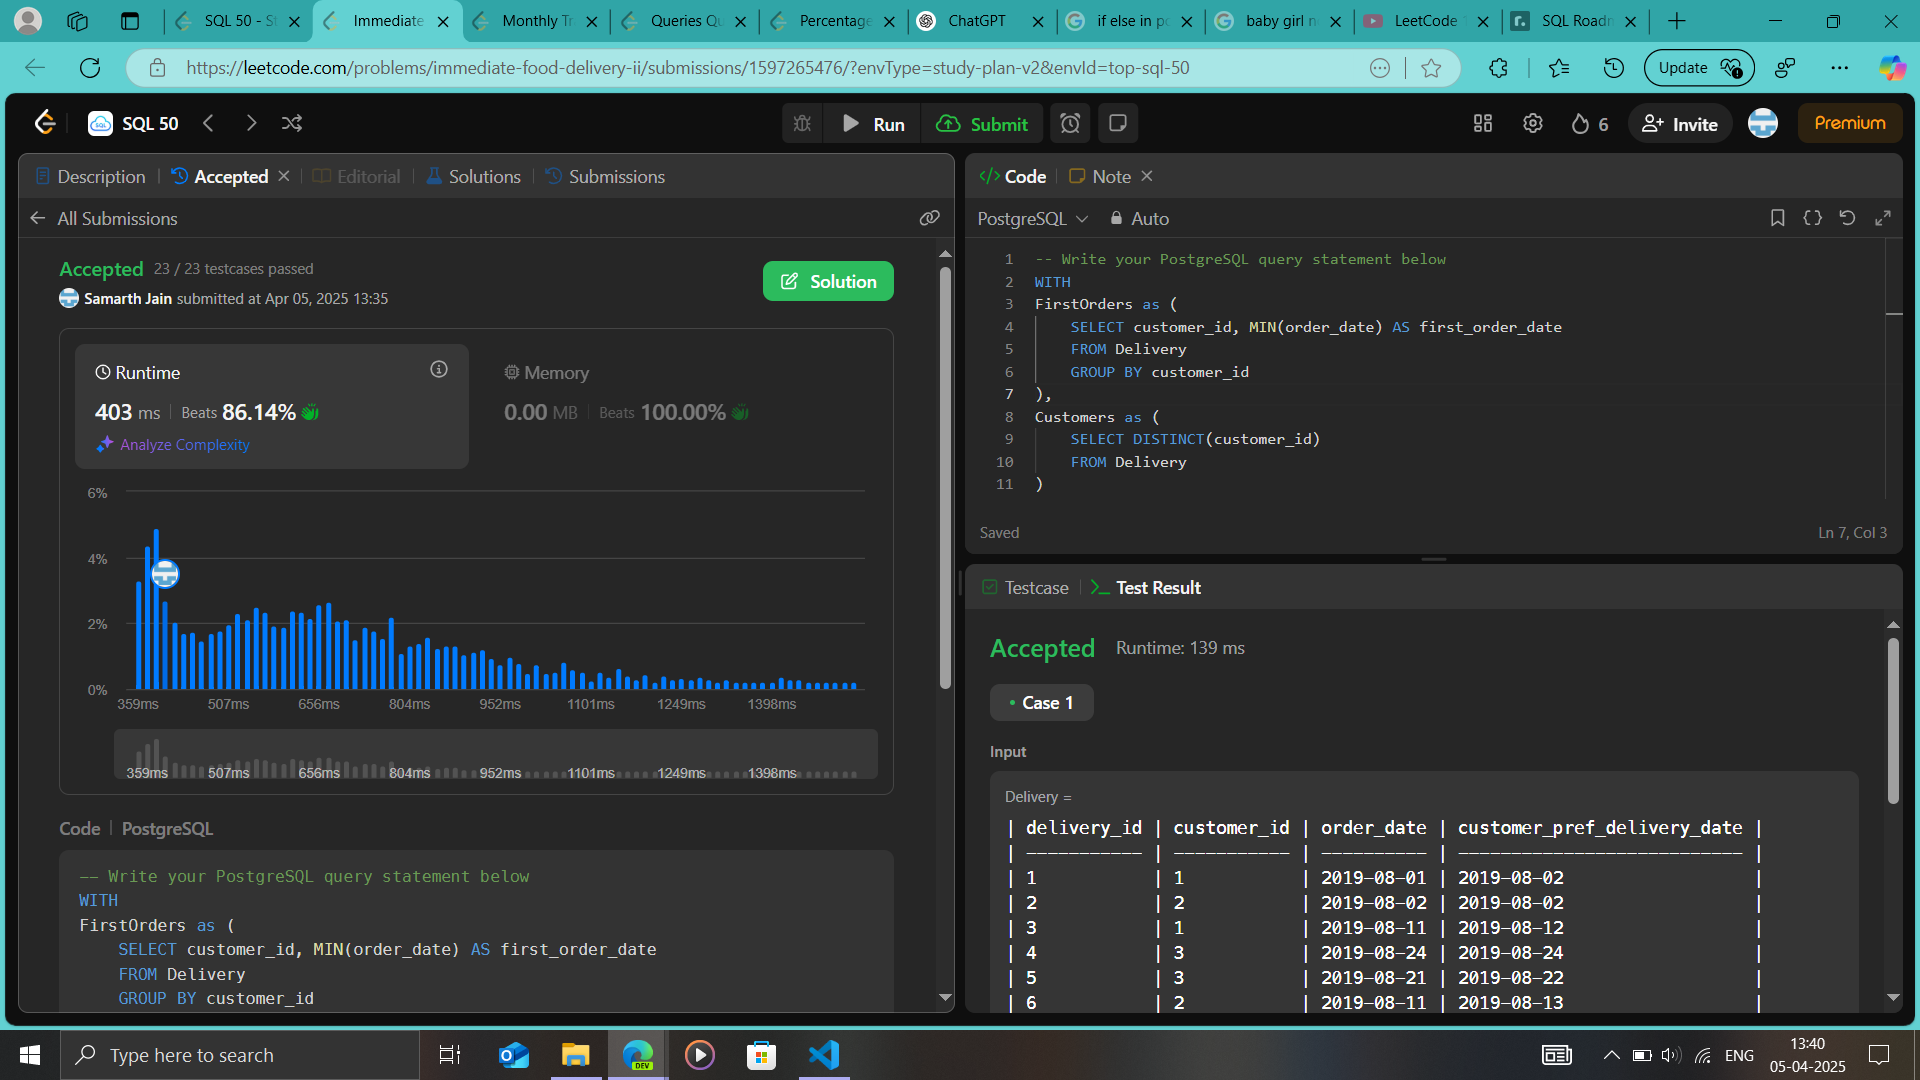 SQL 50 - St
Immediate
Monthly Tr
Queries Qu
Percentage
ChatGPT
if else in po
baby girl n
LeetCode 1
SQL Roadm
https://leetcode.com/problems/immediate-food-delivery-ii/submissions/1597265476/?envType=study-plan-v2&envId=top-sql-50
Update
SQL 50
Run
Submit
6
Invite
Premium
Description
Accepted
Editorial
Solutions
Submissions
All Submissions
Accepted 23 / 23 testcases passed
Samarth Jain submitted at Apr 05, 2025 13:35
Solution
Runtime
403 ms Beats 86.14%
Analyze Complexity
Memory
0.00 MB Beats 100.00%
6%
4%
2%
0%
359ms 507ms 656ms 804ms 952ms 1101ms 1249ms 1398ms
359ms 507ms 656ms 804ms 952ms 1101ms 1249ms 1398ms
Code | PostgreSQL
-- Write your PostgreSQL query statement below
WITH
FirstOrders as (
SELECT customer_id, MIN(order_date) AS first_order_date
FROM Delivery
GROUP BY customer_id
</> Code
Note
PostgreSQL
Auto
1 -- Write your PostgreSQL query statement below
2 WITH
3 FirstOrders as (
4 SELECT customer_id, MIN(order_date) AS first_order_date
5 FROM Delivery
6 GROUP BY customer_id
7 ),
8 Customers as (
9 SELECT DISTINCT(customer_id)
10 FROM Delivery
11 )
Saved
Ln 7, Col 3
Testcase
Test Result
Accepted Runtime: 139 ms
• Case 1
Input
Delivery =
| delivery_id | customer_id | order_date | customer_pref_delivery_date |
| ----------- | ----------- | ---------- | --------------------------- |
| 1 | 1 | 2019-08-01 | 2019-08-02 |
| 2 | 2 | 2019-08-02 | 2019-08-02 |
| 3 | 1 | 2019-08-11 | 2019-08-12 |
| 4 | 3 | 2019-08-24 | 2019-08-24 |
| 5 | 3 | 2019-08-21 | 2019-08-22 |
| 6 | 2 | 2019-08-11 | 2019-08-13 |
Type here to search
DEV
ENG
13:40
05-04-2025